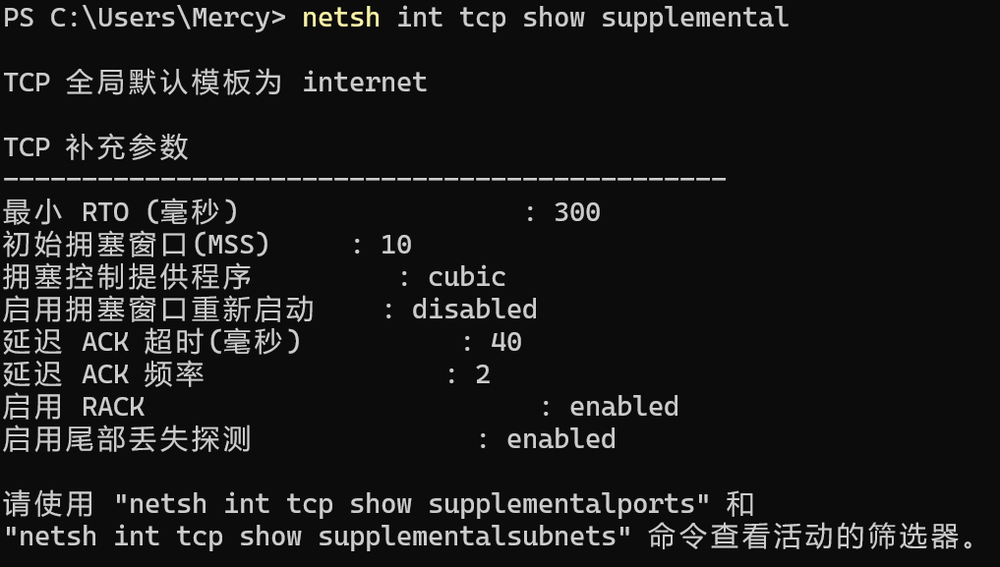 PS C:\Users\Mercy> netsh int tcp show supplemental
TCP 全局默认模板为 internet
TCP 补充参数
----------------------------------------------
最小 RTO (毫秒) : 300
初始拥塞窗口(MSS) : 10
拥塞控制提供程序 : cubic
启用拥塞窗口重新启动 : disabled
延迟 ACK 超时(毫秒) : 40
延迟 ACK 频率 : 2
启用 RACK : enabled
启用尾部丢失探测 : enabled
请使用 "netsh int tcp show supplementalports" 和
"netsh int tcp show supplementalsubnets" 命令查看活动的筛选器。